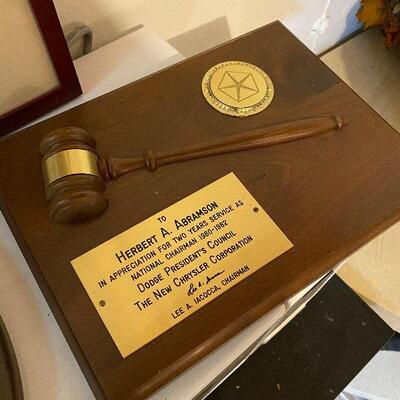 TO
HERBERT A. ABRAMSON
IN APPRECIATION FOR TWO YEARS SERVICE AS
NATIONAL CHAIRMAN 1980-1982
DODGE PRESIDENT'S COUNCIL
THE NEW CHRYSLER CORPORATION
LEE A. IACOCCA, CHAIRMAN